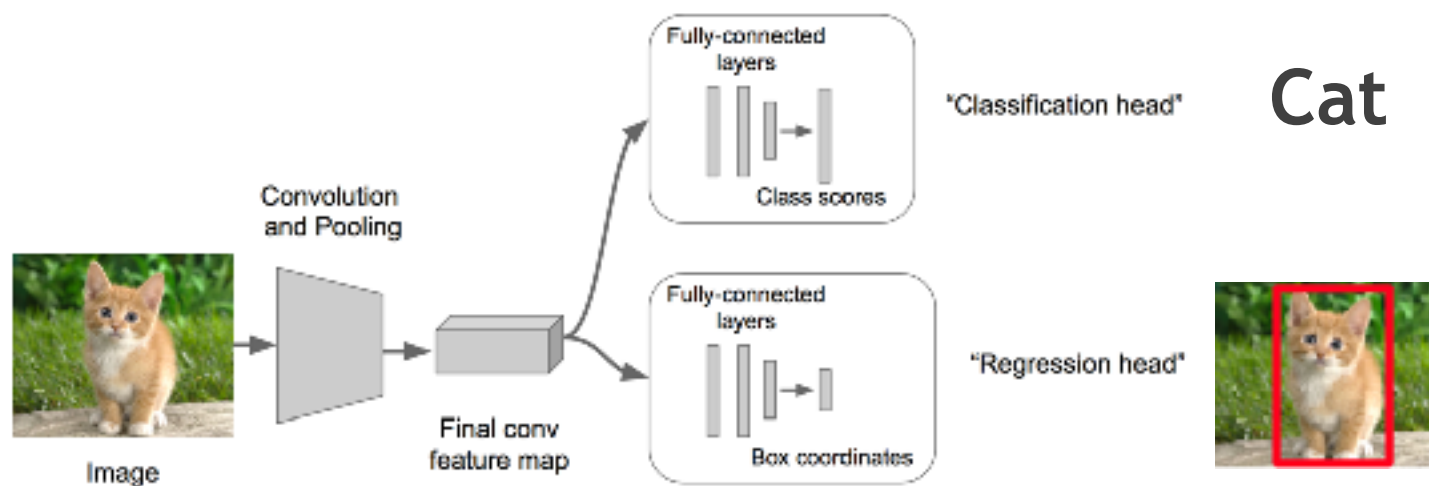 Fully-connected
layers
Class scores
“Classification head”
Cat
Convolution
and Pooling
Image
Final conv
feature map
Fully-connected
layers
Box coordinates
“Regression head”